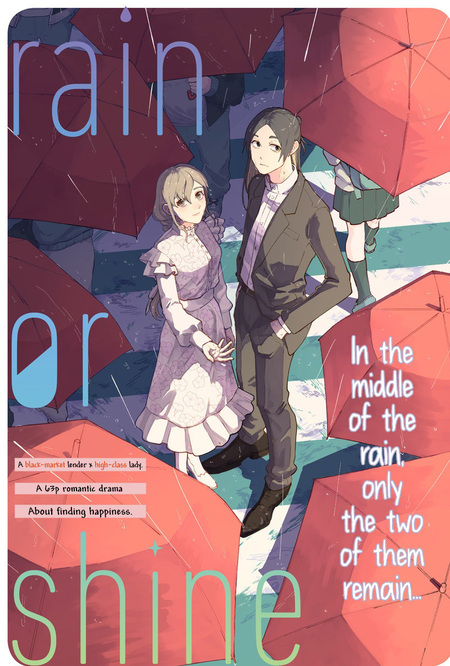 rain
or
shine
A black-market lender x high-class lady.
A 63p romantic drama
About finding happiness.
In the
middle
of the
rain,
only
the two
of them
remain...